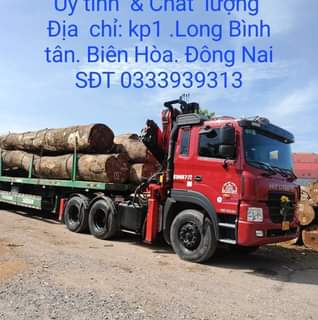 Uy tính & Chất lượng
Địa chỉ: kp1 .Long Bình
tân. Biên Hòa. Đông Nai
SĐT 0333939313